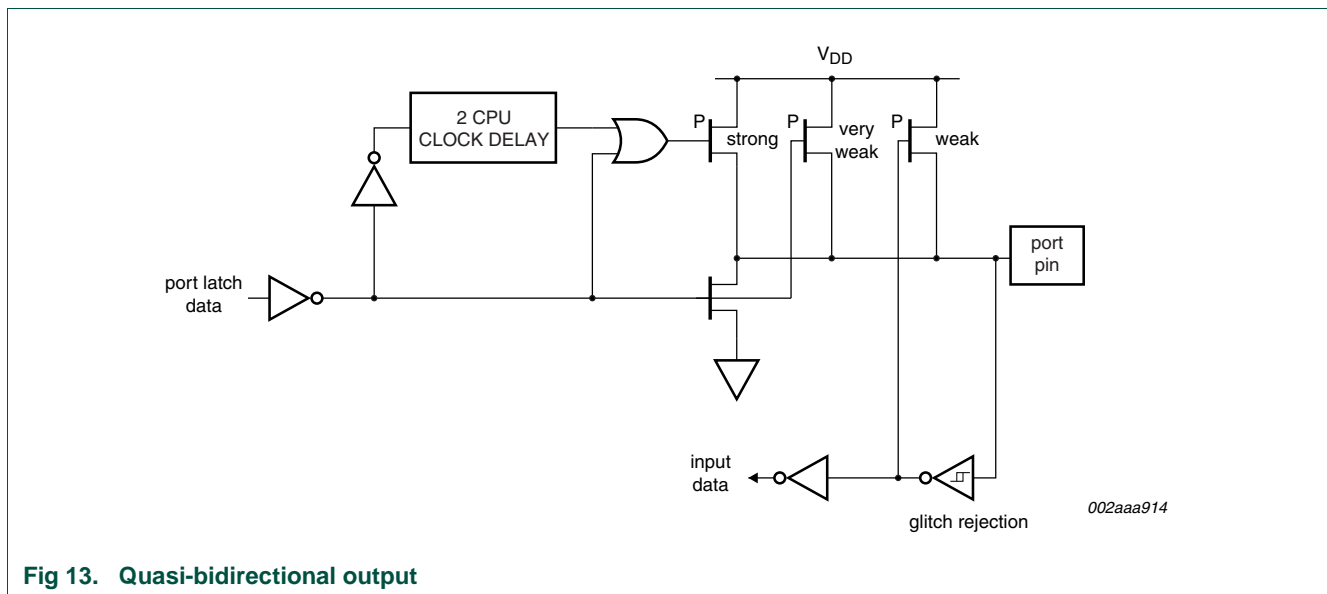 VDD
2 CPU
CLOCK DELAY
P
strong
P
very
weak
P
weak
port
pin
port latch
data
input
data
glitch rejection
002aaa914
Fig 13. Quasi-bidirectional output